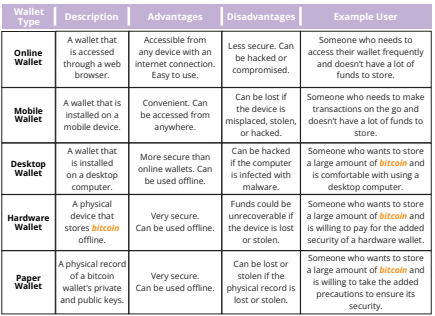 Wallet Type | Description | Advantages | Disadvantages | Example User
Online
Wallet
A wallet that
is accessed
through a web
browser.
Accessible from
any device with an
internet connection.
Easy to use.
Less secure. Can
be hacked or
compromised.
Someone who needs to
access their wallet frequently
and doesn't have a lot of
funds to store.
Mobile
Wallet
A wallet that is
installed on a
mobile device.
Convenient. Can
be accessed from
anywhere.
Can be lost if
the device is
misplaced, stolen,
or hacked.
Someone who needs to make
transactions on the go and
doesn't have a lot of funds to
store.
Desktop
Wallet
A wallet that
is installed
on a desktop
computer.
More secure than
online wallets. Can
be used offline.
Can be hacked
if the computer
is infected with
malware.
Someone who wants to store
a large amount of bitcoin and
is comfortable with using a
desktop computer.
Hardware
Wallet
A physical
device that
stores bitcoin
offline.
Very secure.
Can be used offline.
Funds could be
unrecoverable if
the device is lost
or stolen.
Someone who wants to store
a large amount of bitcoin and
is willing to pay for the added
security of a hardware wallet.
Paper
Wallet
A physical record
of a bitcoin
wallet's private
and public keys.
Very secure.
Can be used offline.
Can be lost or
stolen if the
physical record is
lost or stolen.
Someone who wants to store
a large amount of bitcoin and
is willing to take the added
precautions to ensure its
security.